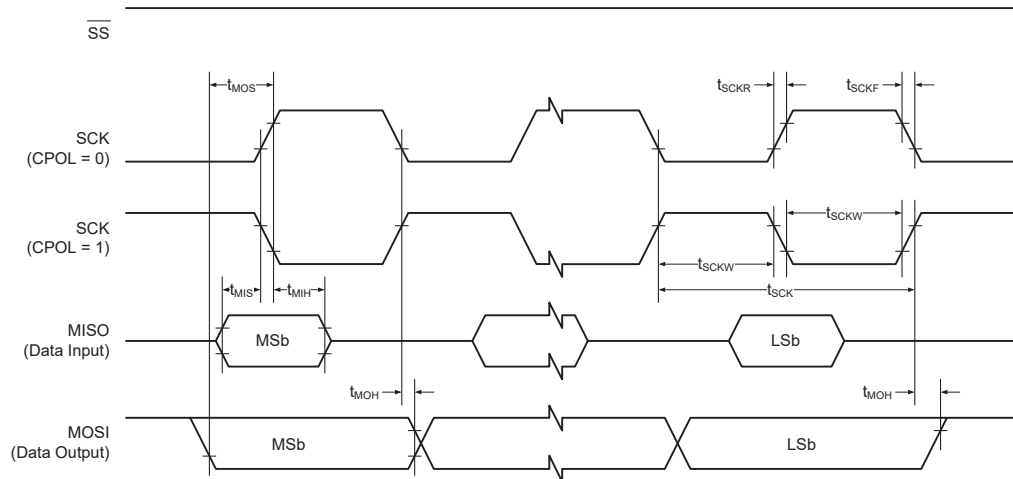 SS
tMOS
tSCKR
tSCKF
SCK
(CPOL = 0)
SCK
(CPOL = 1)
tSCKW
tSCKW
tSCK
tMIS
tMIH
MISO
(Data Input)
MSb
LSb
tMOH
tMOH
MOSI
(Data Output)
MSb
LSb